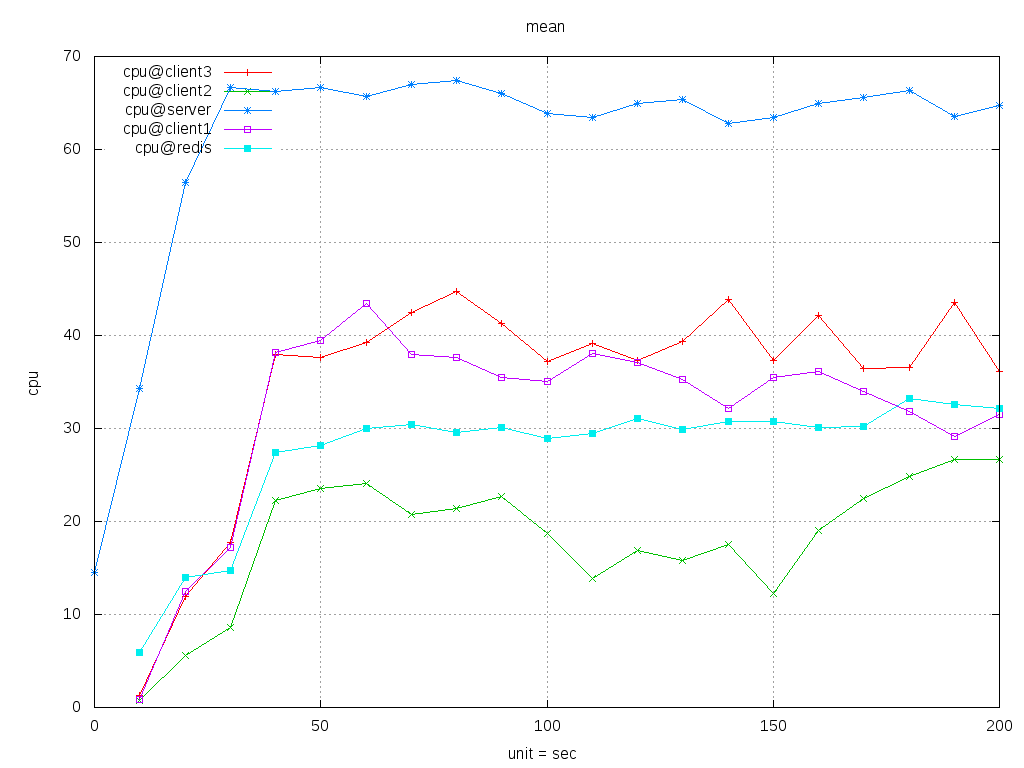 mean
70
60
50
40
30
20
10
0
cpu
cpu@client3
cpu@client2
cpu@server
cpu@client1
cpu@redis
0 50 100 150 200
unit = sec